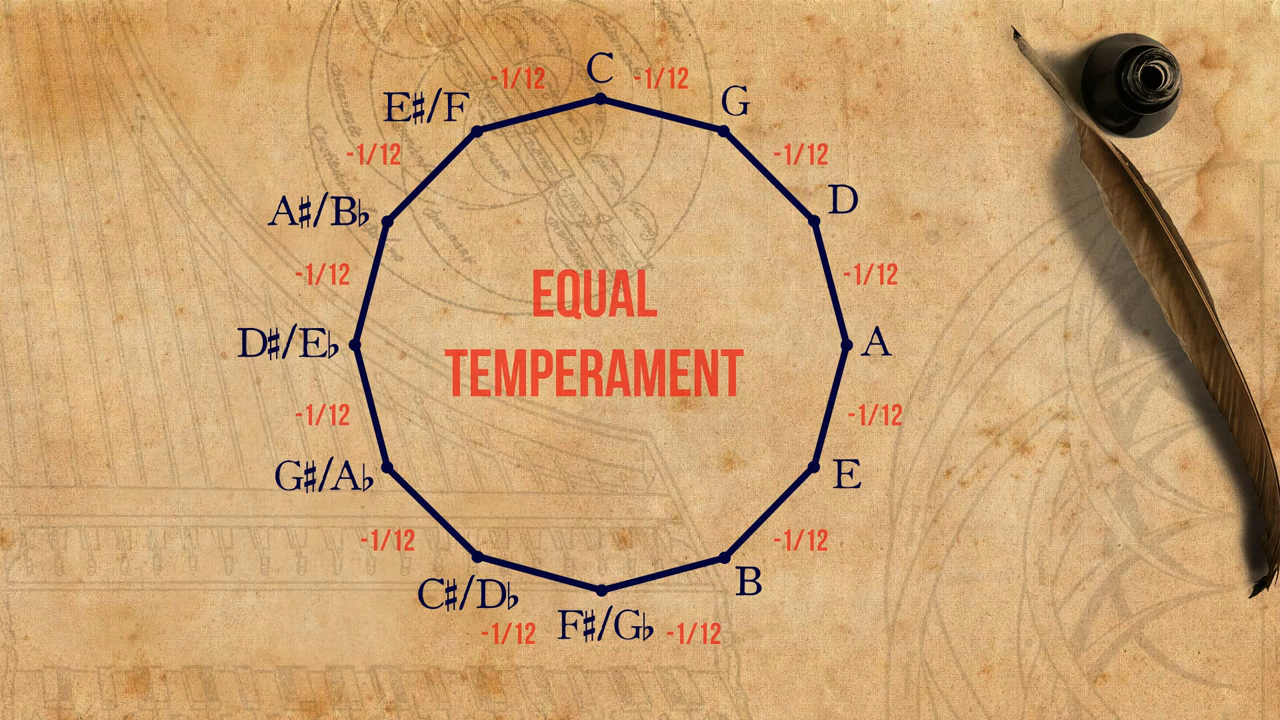 C
-1/12
-1/12
E♯/F
G
-1/12
-1/12
A♯/B♭
D
-1/12
-1/12
EQUAL
TEMPERAMENT
D♯/E♭
A
-1/12
-1/12
G♯/A♭
E
-1/12
-1/12
C♯/D♭
B
F♯/G♭
-1/12
-1/12